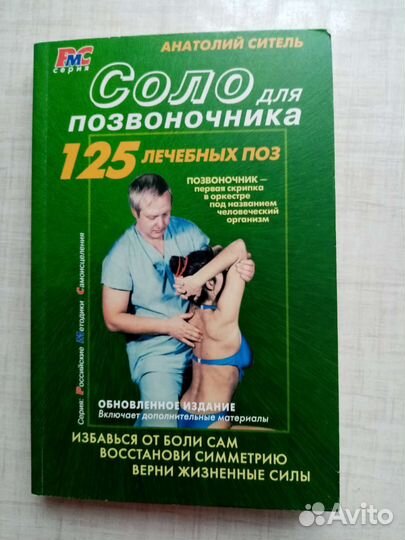 РМС
серия
АНАТОЛИЙ СИТЕЛЬ
Соло для
позвоночника
125 ЛЕЧЕБНЫХ ПОЗ
ПОЗВОНОЧНИК —
первая скрипка
в оркестре
под названием
человеческий
организм
Серия: Российские Методики Самоисцеления
ОБНОВЛЕННОЕ ИЗДАНИЕ
Включает дополнительные материалы
ИЗБАВЬСЯ ОТ БОЛИ САМ
ВОССТАНОВИ СИММЕТРИЮ
ВЕРНИ ЖИЗНЕННЫЕ СИЛЫ
Avito